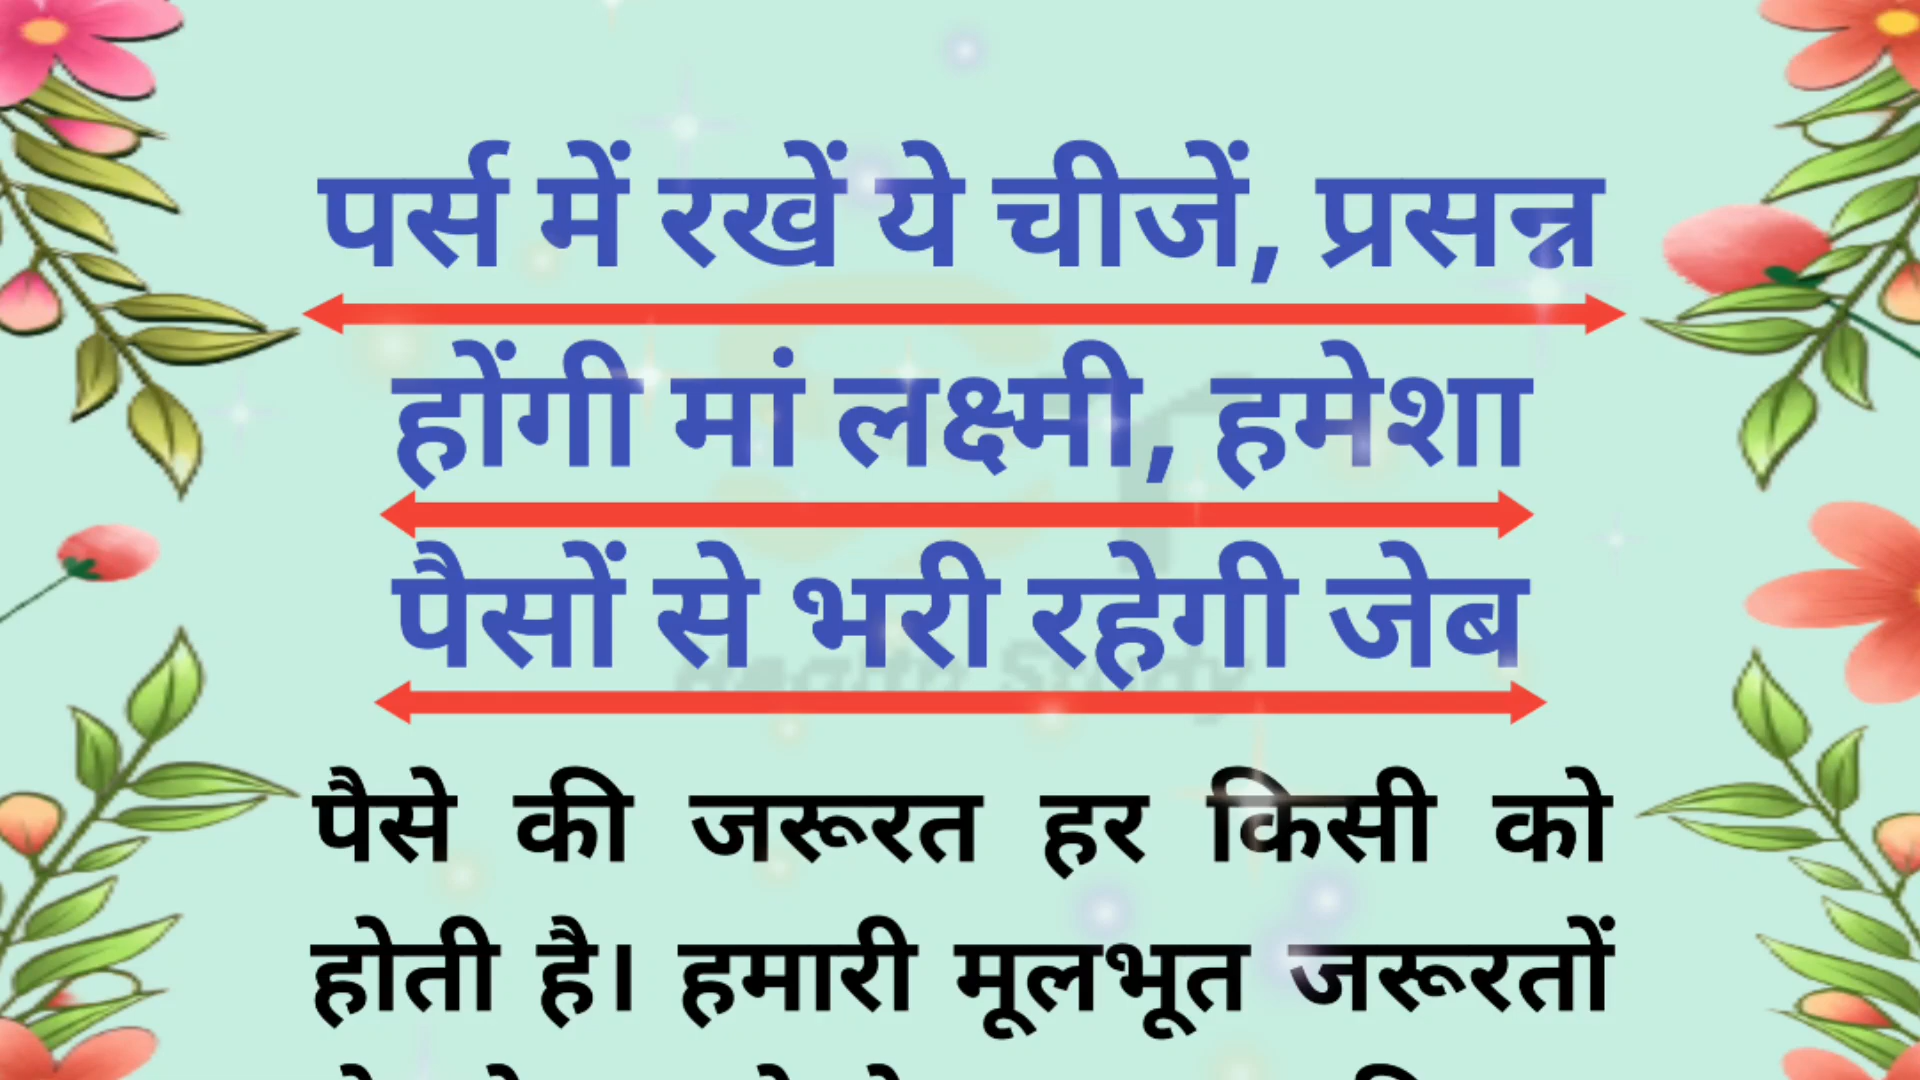 पर्स में रखें ये चीजें, प्रसन्न
होंगी मां लक्ष्मी, हमेशा
पैसों से भरी रहेगी जेब
पैसे की जरूरत हर किसी को
होती है। हमारी मूलभूत जरूरतों